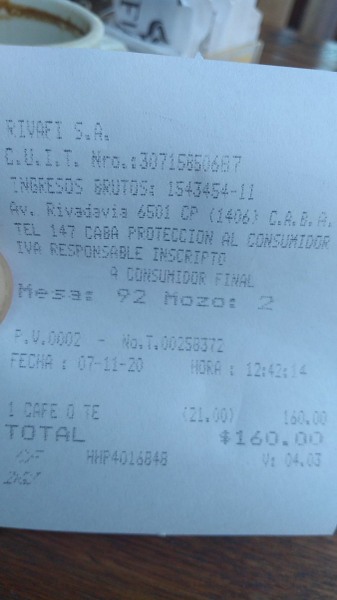 RIVAFI S.A.
C.U.I.T. Nro.:30715850687
INGRESOS BRUTOS: 1543454-11
Av. Rivadavia 6501 CP (1406) C.A.B.A.
TEL 147 CABA PROTECCION AL CONSUMIDOR
IVA RESPONSABLE INSCRIPTO
A CONSUMIDOR FINAL
Mesa: 92 Mozo: 2
P.V.0002 - No.T.00258372
FECHA : 07-11-20 HORA : 12:42:14
1 CAFE O TE (21.00) 160.00
TOTAL $160.00
HHP4016848 V: 04.03